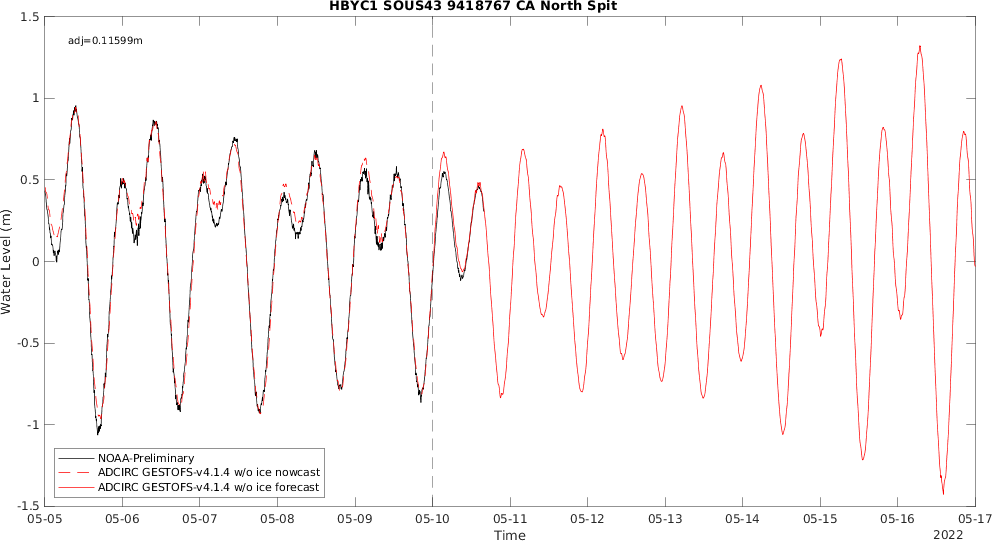 HBYC1 SOUS43 9418767 CA North Spit
adj=0.11599m
1.5
1
0.5
0
-0.5
-1
-1.5
Water Level (m)
NOAA-Preliminary
ADCIRC GESTOFS-v4.1.4 w/o ice nowcast
ADCIRC GESTOFS-v4.1.4 w/o ice forecast
05-05 05-06 05-07 05-08 05-09 05-10 05-11 05-12 05-13 05-14 05-15 05-16 05-17
Time
2022